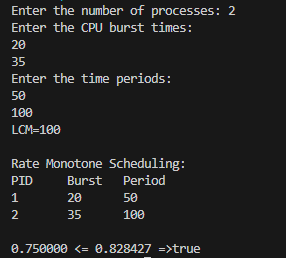 Enter the number of processes: 2
Enter the CPU burst times:
20
35
Enter the time periods:
50
100
LCM=100
Rate Monotone Scheduling:
PID Burst Period
1 20 50
2 35 100
0.750000 <= 0.828427 =>true